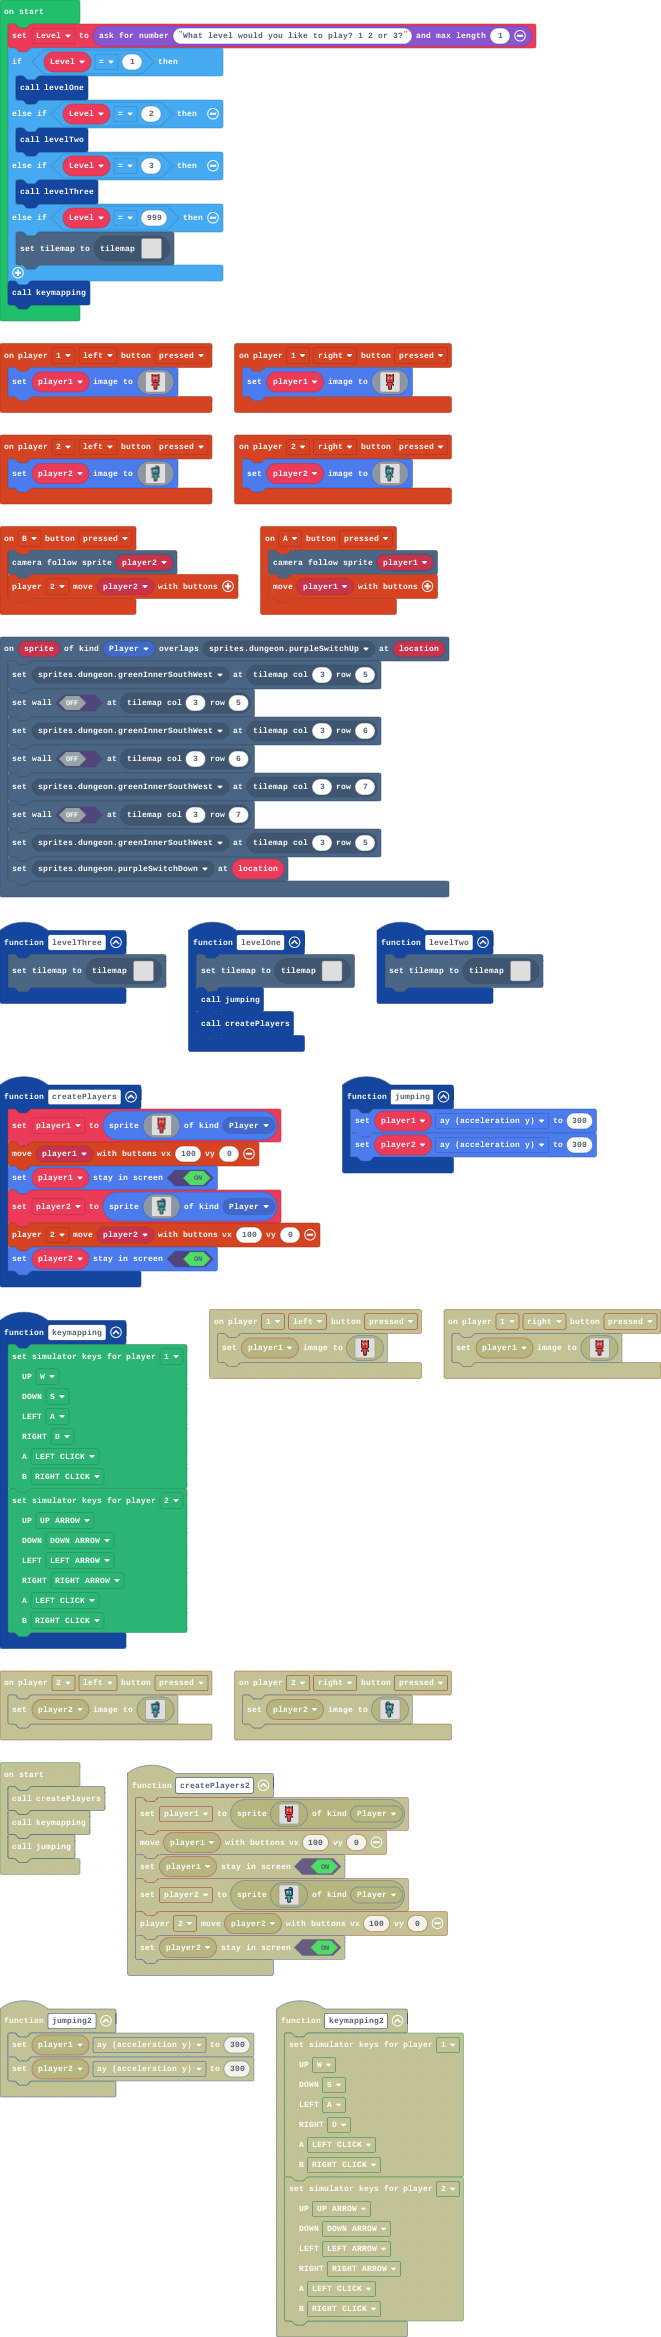 on start
set Level to ask for number "What level would you like to play? 1 2 or 3?" and max length 1
if Level = 1 then
call levelOne
else if Level = 2 then
call levelTwo
else if Level = 3 then
call levelThree
else if Level = 999 then
set tilemap to tilemap
call keymapping
on player 1 left button pressed
on player 1 right button pressed
set player1 image to
set player1 image to
on player 2 left button pressed
on player 2 right button pressed
set player2 image to
set player2 image to
on B button pressed
on A button pressed
camera follow sprite player2
camera follow sprite player1
player 2 move player2 with buttons
move player1 with buttons
on sprite of kind Player overlaps sprites.dungeon.purpleSwitchUp at location
set sprites.dungeon.greenInnerSouthWest at tilemap col 3 row 5
set wall OFF at tilemap col 3 row 5
set sprites.dungeon.greenInnerSouthWest at tilemap col 3 row 6
set wall OFF at tilemap col 3 row 6
set sprites.dungeon.greenInnerSouthWest at tilemap col 3 row 7
set wall OFF at tilemap col 3 row 7
set sprites.dungeon.greenInnerSouthWest at tilemap col 3 row 5
set sprites.dungeon.purpleSwitchDown at location
function levelThree
function levelOne
function levelTwo
set tilemap to tilemap
set tilemap to tilemap
set tilemap to tilemap
call jumping
call createPlayers
function createPlayers
function jumping
set player1 to sprite of kind Player
set player1 ay (acceleration y) to 300
move player1 with buttons vx 100 vy 0
set player2 ay (acceleration y) to 300
set player1 stay in screen ON
set player2 to sprite of kind Player
player 2 move player2 with buttons vx 100 vy 0
set player2 stay in screen ON
function keymapping
on player 1 left button pressed
on player 1 right button pressed
set simulator keys for player 1
set player1 image to
set player1 image to
UP W
DOWN S
LEFT A
RIGHT D
A LEFT CLICK
B RIGHT CLICK
set simulator keys for player 2
UP UP ARROW
DOWN DOWN ARROW
LEFT LEFT ARROW
RIGHT RIGHT ARROW
A LEFT CLICK
B RIGHT CLICK
on player 2 left button pressed
on player 2 right button pressed
set player2 image to
set player2 image to
on start
function createPlayers2
call createPlayers
call keymapping
call jumping
set player1 to sprite of kind Player
move player1 with buttons vx 100 vy 0
set player1 stay in screen ON
set player2 to sprite of kind Player
player 2 move player2 with buttons vx 100 vy 0
set player2 stay in screen ON
function jumping2
function keymapping2
set player1 ay (acceleration y) to 300
set player2 ay (acceleration y) to 300
set simulator keys for player 1
UP W
DOWN S
LEFT A
RIGHT D
A LEFT CLICK
B RIGHT CLICK
set simulator keys for player 2
UP UP ARROW
DOWN DOWN ARROW
LEFT LEFT ARROW
RIGHT RIGHT ARROW
A LEFT CLICK
B RIGHT CLICK